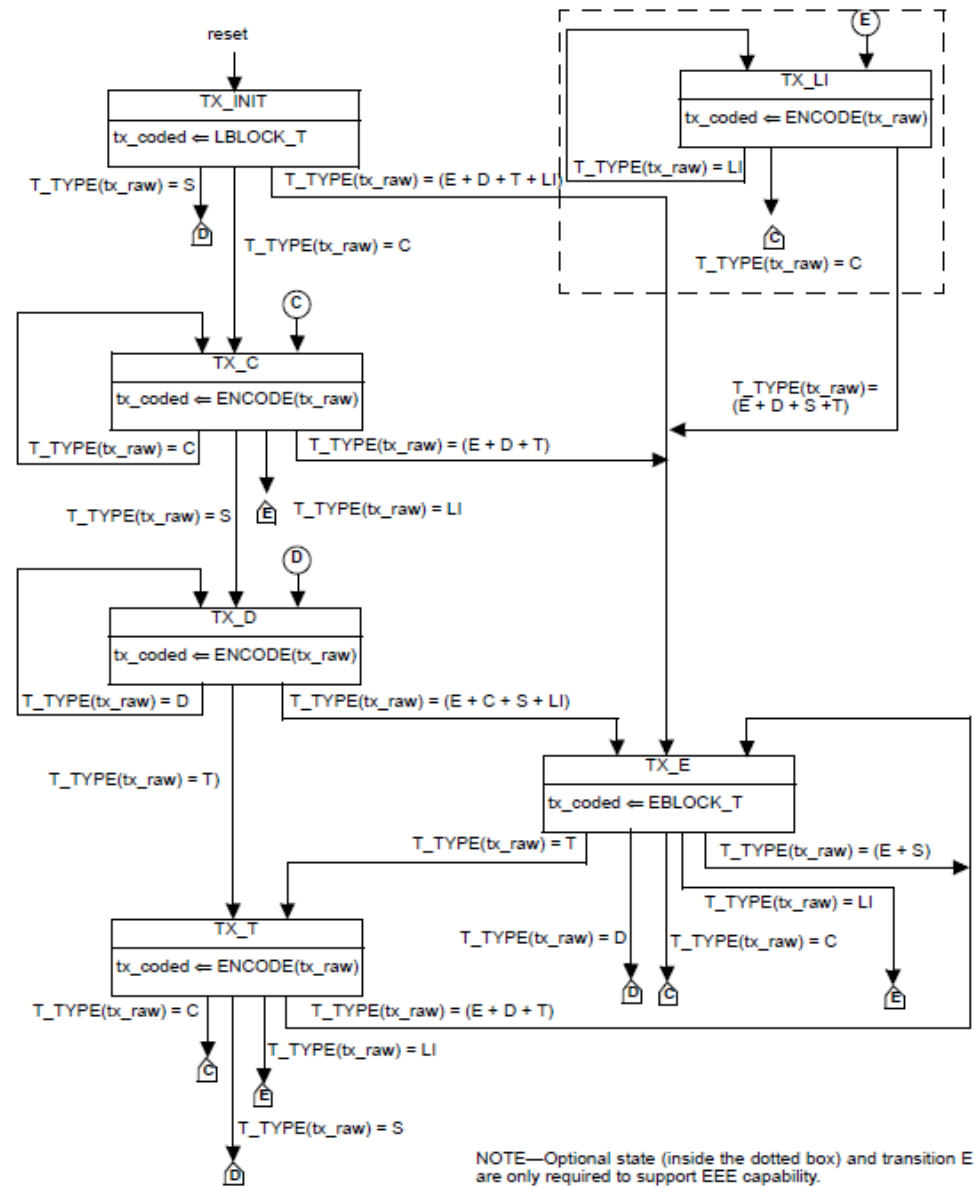 reset
TX_INIT
tx_coded ⇐ LBLOCK_T
T_TYPE(tx_raw) = S
T_TYPE(tx_raw) = (E + D + T + LI)
D
T_TYPE(tx_raw) = C
E
TX_LI
tx_coded ⇐ ENCODE(tx_raw)
T_TYPE(tx_raw) = LI
C
T_TYPE(tx_raw) = C
T_TYPE(tx_raw) =
(E + D + S +T)
C
TX_C
tx_coded ⇐ ENCODE(tx_raw)
T_TYPE(tx_raw) = C
T_TYPE(tx_raw) = (E + D + T)
E
T_TYPE(tx_raw) = LI
T_TYPE(tx_raw) = S
D
TX_D
tx_coded ⇐ ENCODE(tx_raw)
T_TYPE(tx_raw) = D
T_TYPE(tx_raw) = (E + C + S + LI)
T_TYPE(tx_raw) = T)
TX_E
tx_coded ⇐ EBLOCK_T
T_TYPE(tx_raw) = T
T_TYPE(tx_raw) = (E + S)
T_TYPE(tx_raw) = LI
T_TYPE(tx_raw) = D
T_TYPE(tx_raw) = C
D
C
E
TX_T
tx_coded ⇐ ENCODE(tx_raw)
T_TYPE(tx_raw) = C
T_TYPE(tx_raw) = (E + D + T)
C
T_TYPE(tx_raw) = LI
E
T_TYPE(tx_raw) = S
D
NOTE—Optional state (inside the dotted box) and transition E
are only required to support EEE capability.